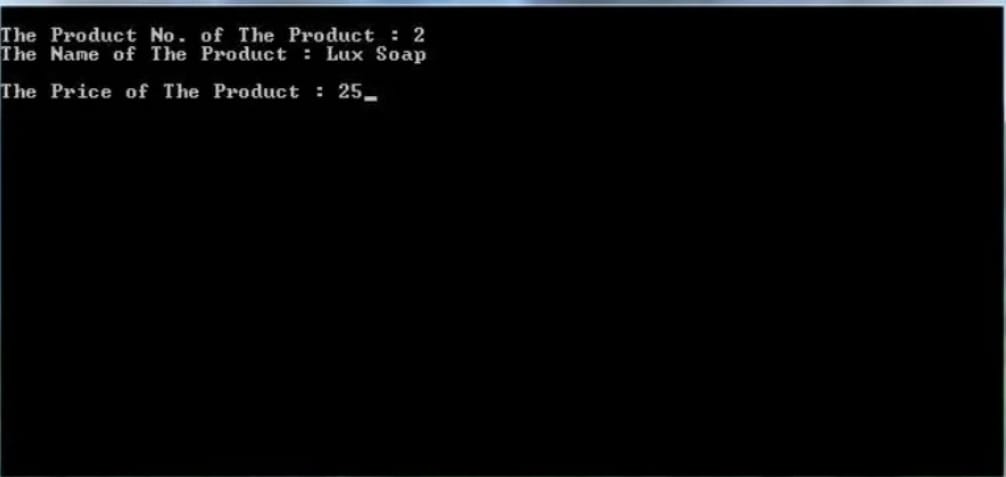 The Product No. of The Product : 2
The Name of The Product : Lux Soap
The Price of The Product : 25_